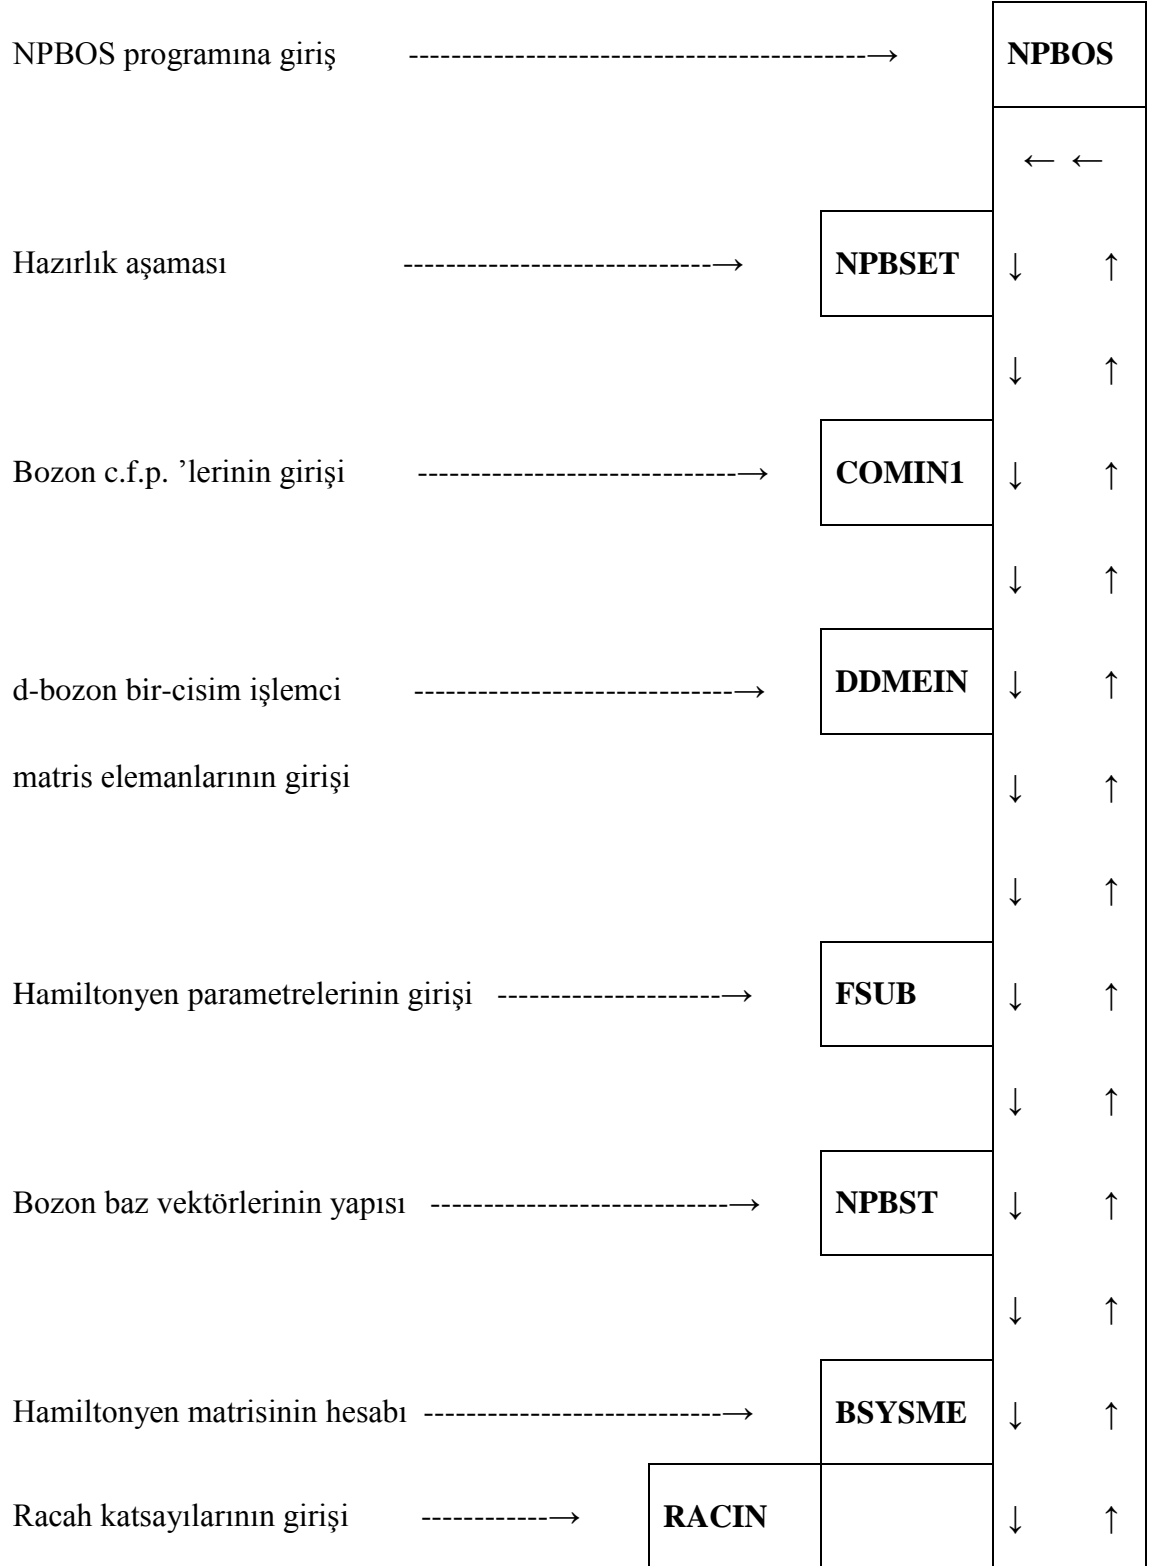 NPBOS programına giriş -------------------------------------------→ NPBOS
← ←
Hazırlık aşaması -----------------------------→ NPBSET ↓ ↑
↓ ↑
Bozon c.f.p. ’lerinin girişi ------------------------------→ COMIN1 ↓ ↑
↓ ↑
d-bozon bir-cisim işlemci ------------------------------→ DDMEIN ↓ ↑
matris elemanlarının girişi ↓ ↑
↓ ↑
Hamiltonyen parametrelerinin girişi ------------------------→ FSUB ↓ ↑
↓ ↑
Bozon baz vektörlerinin yapısı ----------------------------→ NPBST ↓ ↑
↓ ↑
Hamiltonyen matrisinin hesabı ----------------------------→ BSYSME ↓ ↑
Racah katsayılarının girişi ------------→ RACIN ↓ ↑